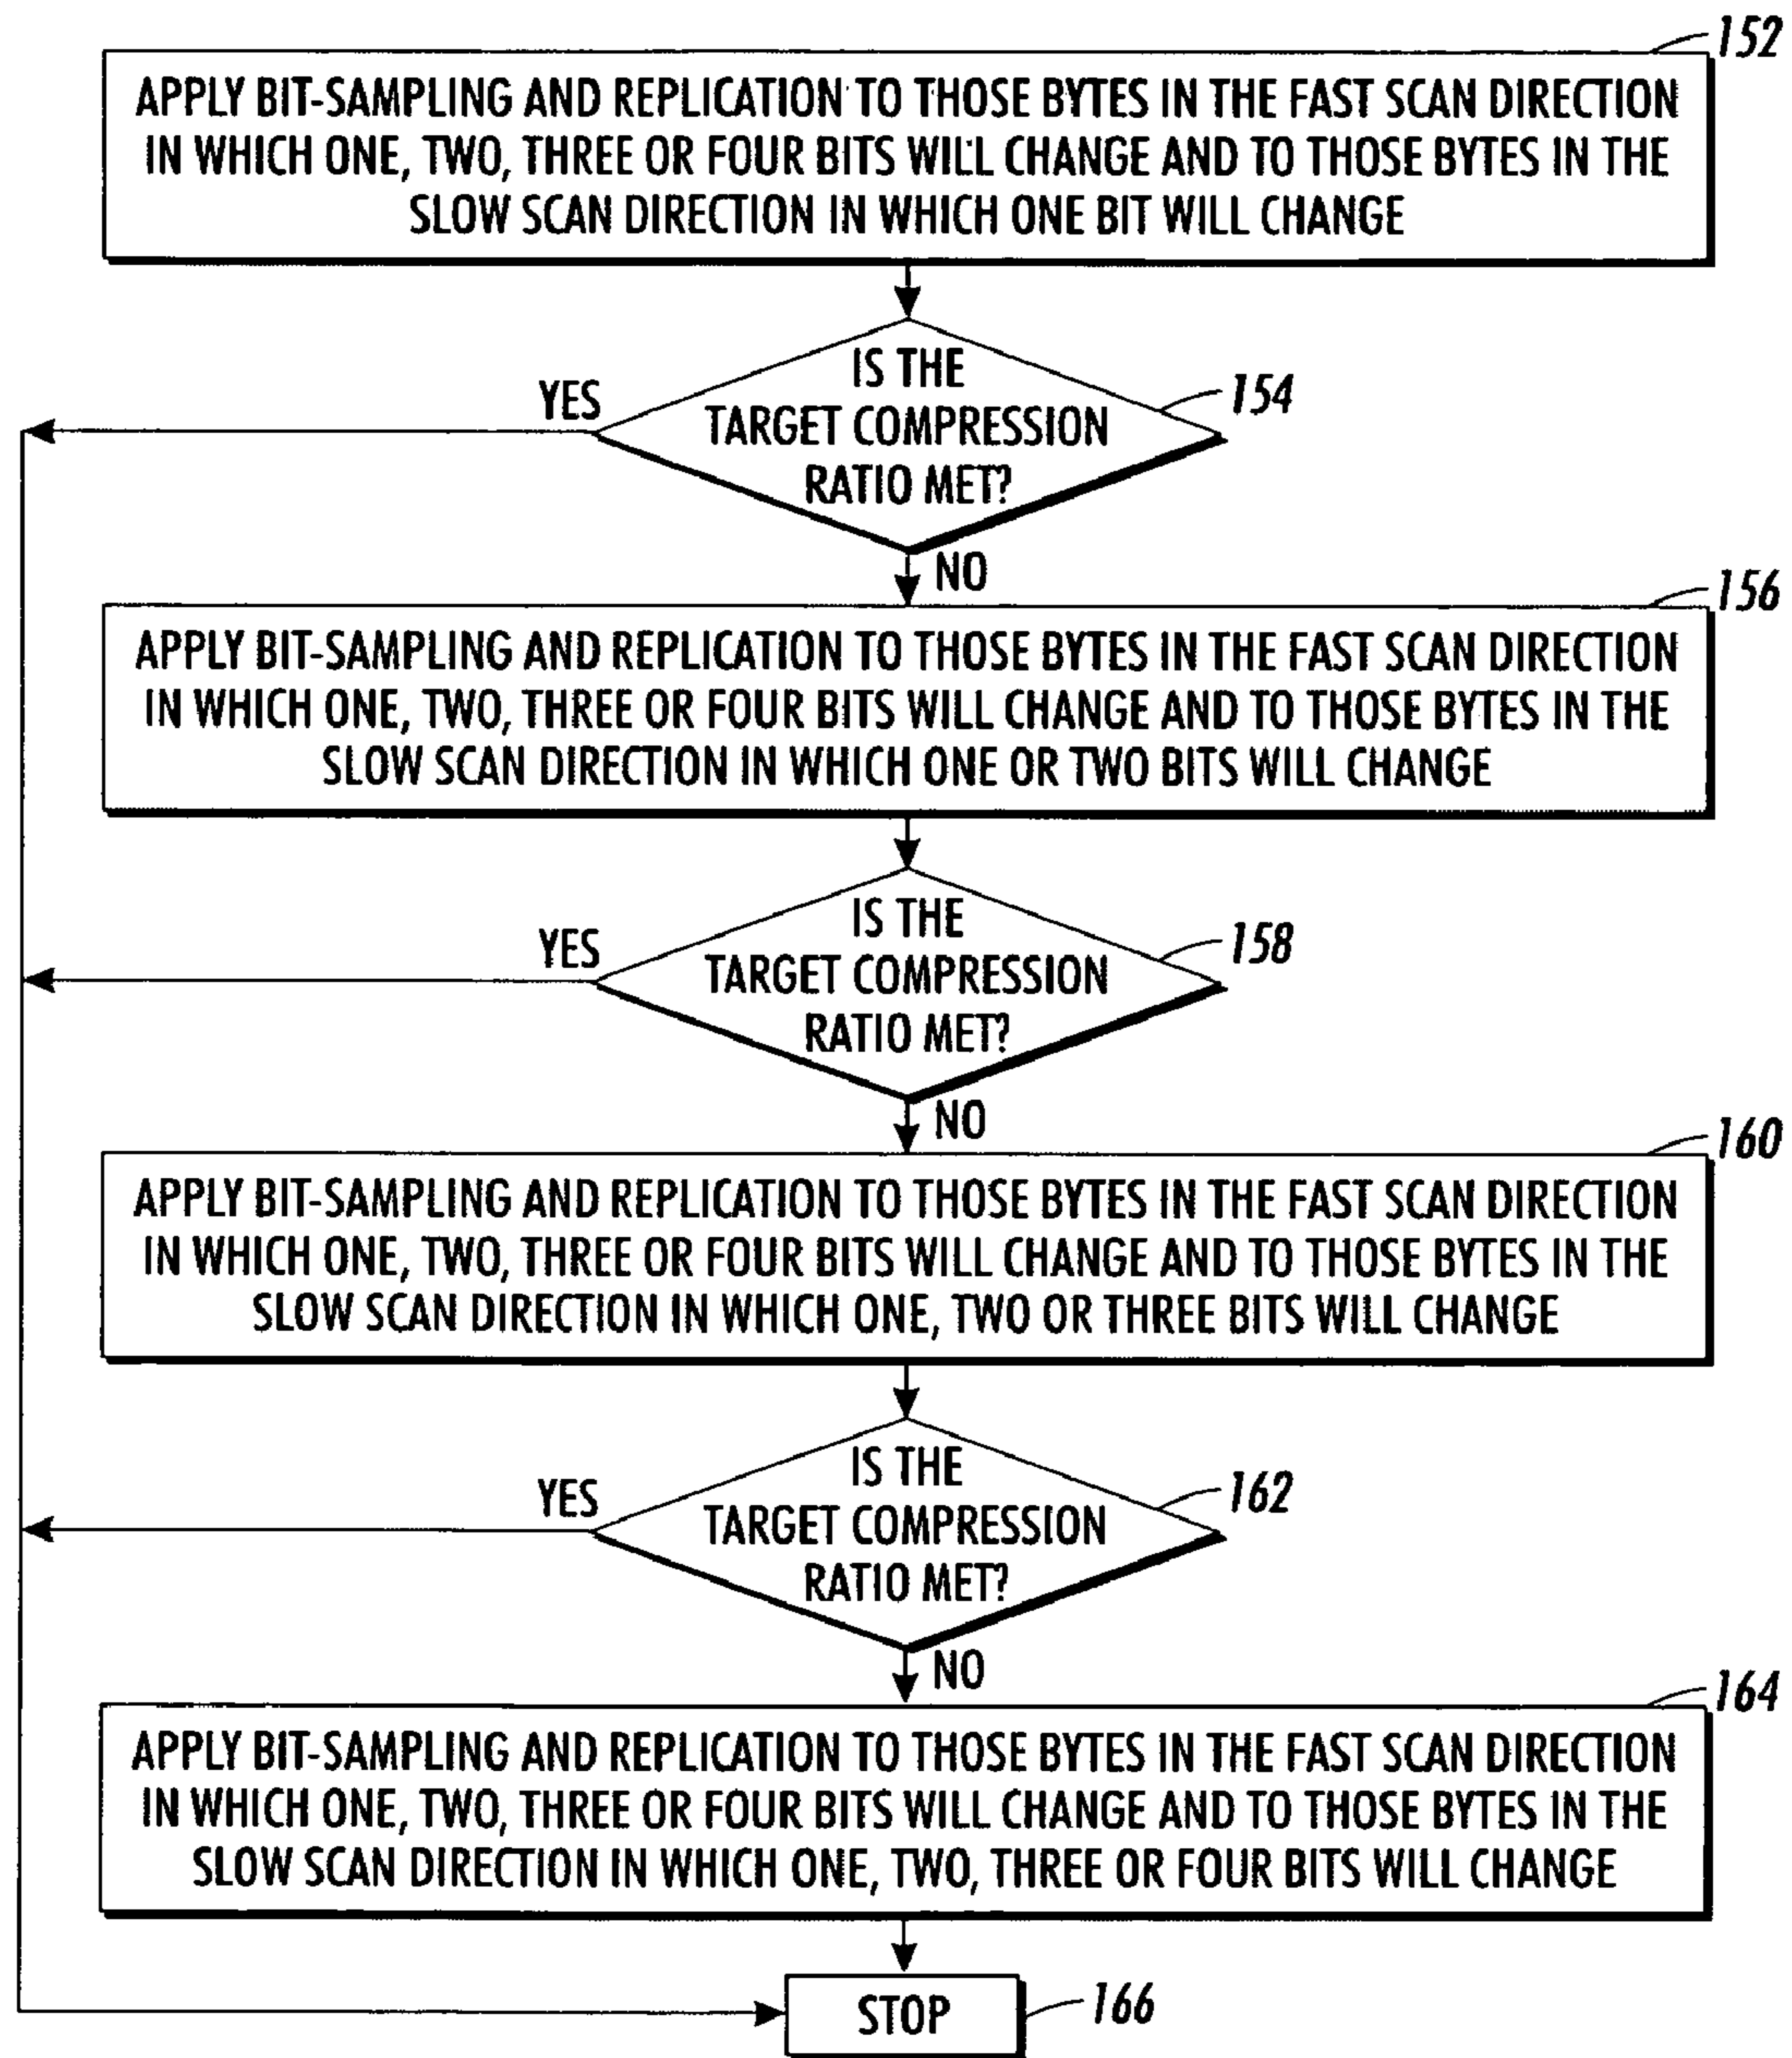 152
APPLY BIT-SAMPLING AND REPLICATION TO THOSE BYTES IN THE FAST SCAN DIRECTION
IN WHICH ONE, TWO, THREE OR FOUR BITS WILL CHANGE AND TO THOSE BYTES IN THE
SLOW SCAN DIRECTION IN WHICH ONE BIT WILL CHANGE
IS THE
TARGET COMPRESSION
RATIO MET?
154
YES
NO
156
APPLY BIT-SAMPLING AND REPLICATION TO THOSE BYTES IN THE FAST SCAN DIRECTION
IN WHICH ONE, TWO, THREE OR FOUR BITS WILL CHANGE AND TO THOSE BYTES IN THE
SLOW SCAN DIRECTION IN WHICH ONE OR TWO BITS WILL CHANGE
IS THE
TARGET COMPRESSION
RATIO MET?
158
YES
NO
160
APPLY BIT-SAMPLING AND REPLICATION TO THOSE BYTES IN THE FAST SCAN DIRECTION
IN WHICH ONE, TWO, THREE OR FOUR BITS WILL CHANGE AND TO THOSE BYTES IN THE
SLOW SCAN DIRECTION IN WHICH ONE, TWO OR THREE BITS WILL CHANGE
IS THE
TARGET COMPRESSION
RATIO MET?
162
YES
NO
164
APPLY BIT-SAMPLING AND REPLICATION TO THOSE BYTES IN THE FAST SCAN DIRECTION
IN WHICH ONE, TWO, THREE OR FOUR BITS WILL CHANGE AND TO THOSE BYTES IN THE
SLOW SCAN DIRECTION IN WHICH ONE, TWO, THREE OR FOUR BITS WILL CHANGE
STOP
166